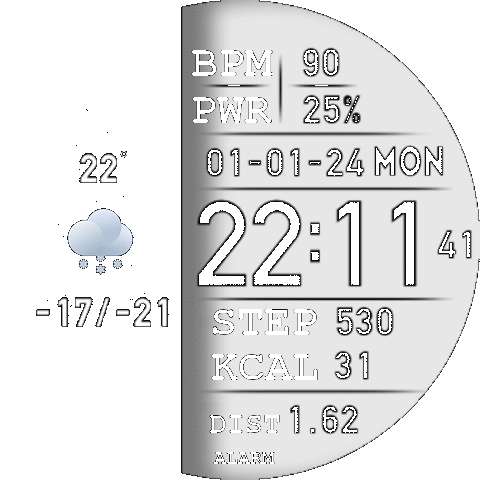 BPM 90
PWR 25%
01-01-24 MON
22°
22:11 41
-17/-21
STEP 530
KCAL 31
DIST 1.62
ALARM